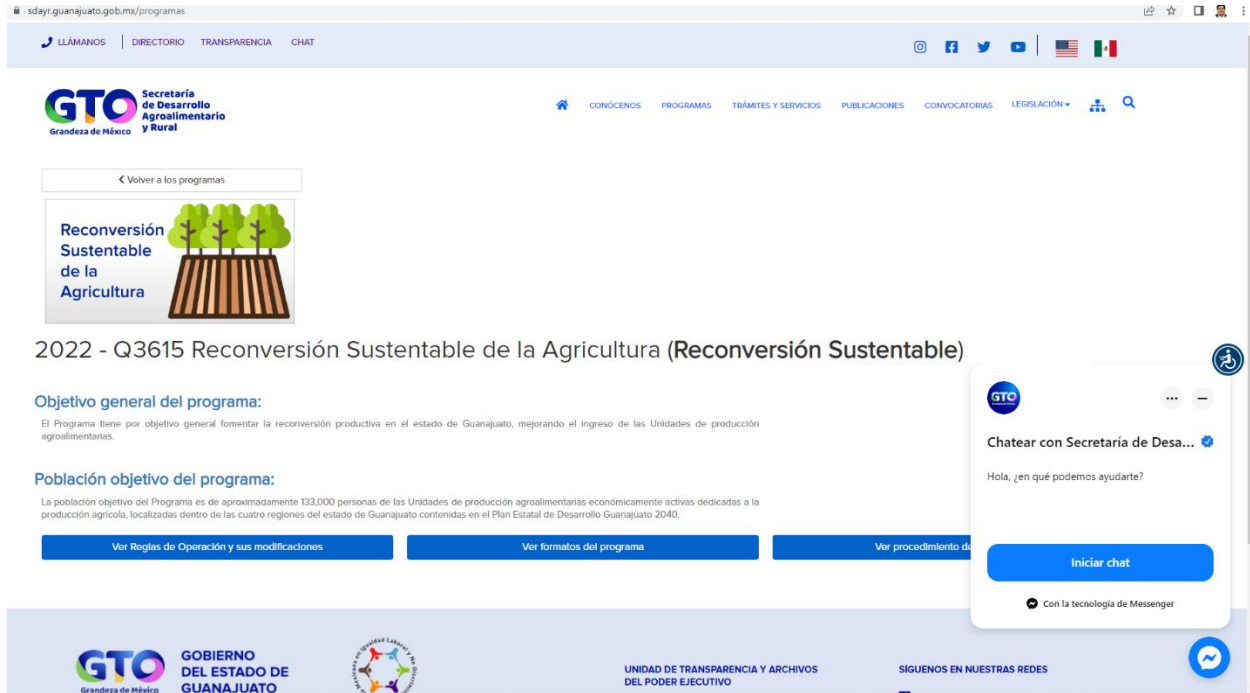 sdayr.guanajuato.gob.mx/programas
LLÁMANOS
DIRECTORIO
TRANSPARENCIA
CHAT
GTO
Grandeza de México
Secretaría
de Desarrollo
Agroalimentario
y Rural
CONÓCENOS
PROGRAMAS
TRÁMITES Y SERVICIOS
PUBLICACIONES
CONVOCATORIAS
LEGISLACIÓN
Volver a los programas
Reconversión
Sustentable
de la
Agricultura
2022 - Q3615 Reconversión Sustentable de la Agricultura (Reconversión Sustentable)
Objetivo general del programa:
El Programa tiene por objetivo general fomentar la reconversión productiva en el estado de Guanajuato, mejorando el ingreso de las Unidades de producción
agroalimentarias.
Población objetivo del programa:
La población objetivo del Programa es de aproximadamente 133,000 personas de las Unidades de producción agroalimentarias económicamente activas dedicadas a la
producción agrícola, localizadas dentro de las cuatro regiones del estado de Guanajuato contenidas en el Plan Estatal de Desarrollo Guanajuato 2040.
Ver Reglas de Operación y sus modificaciones
Ver formatos del programa
Ver procedimiento de
GTO
Chatear con Secretaría de Desa...
Hola, ¿en qué podemos ayudarte?
Iniciar chat
Con la tecnología de Messenger
GTO
Grandeza de México
GOBIERNO
DEL ESTADO DE
GUANAJUATO
Igualdad Laboral y No
UNIDAD DE TRANSPARENCIA Y ARCHIVOS
DEL PODER EJECUTIVO
SÍGUENOS EN NUESTRAS REDES